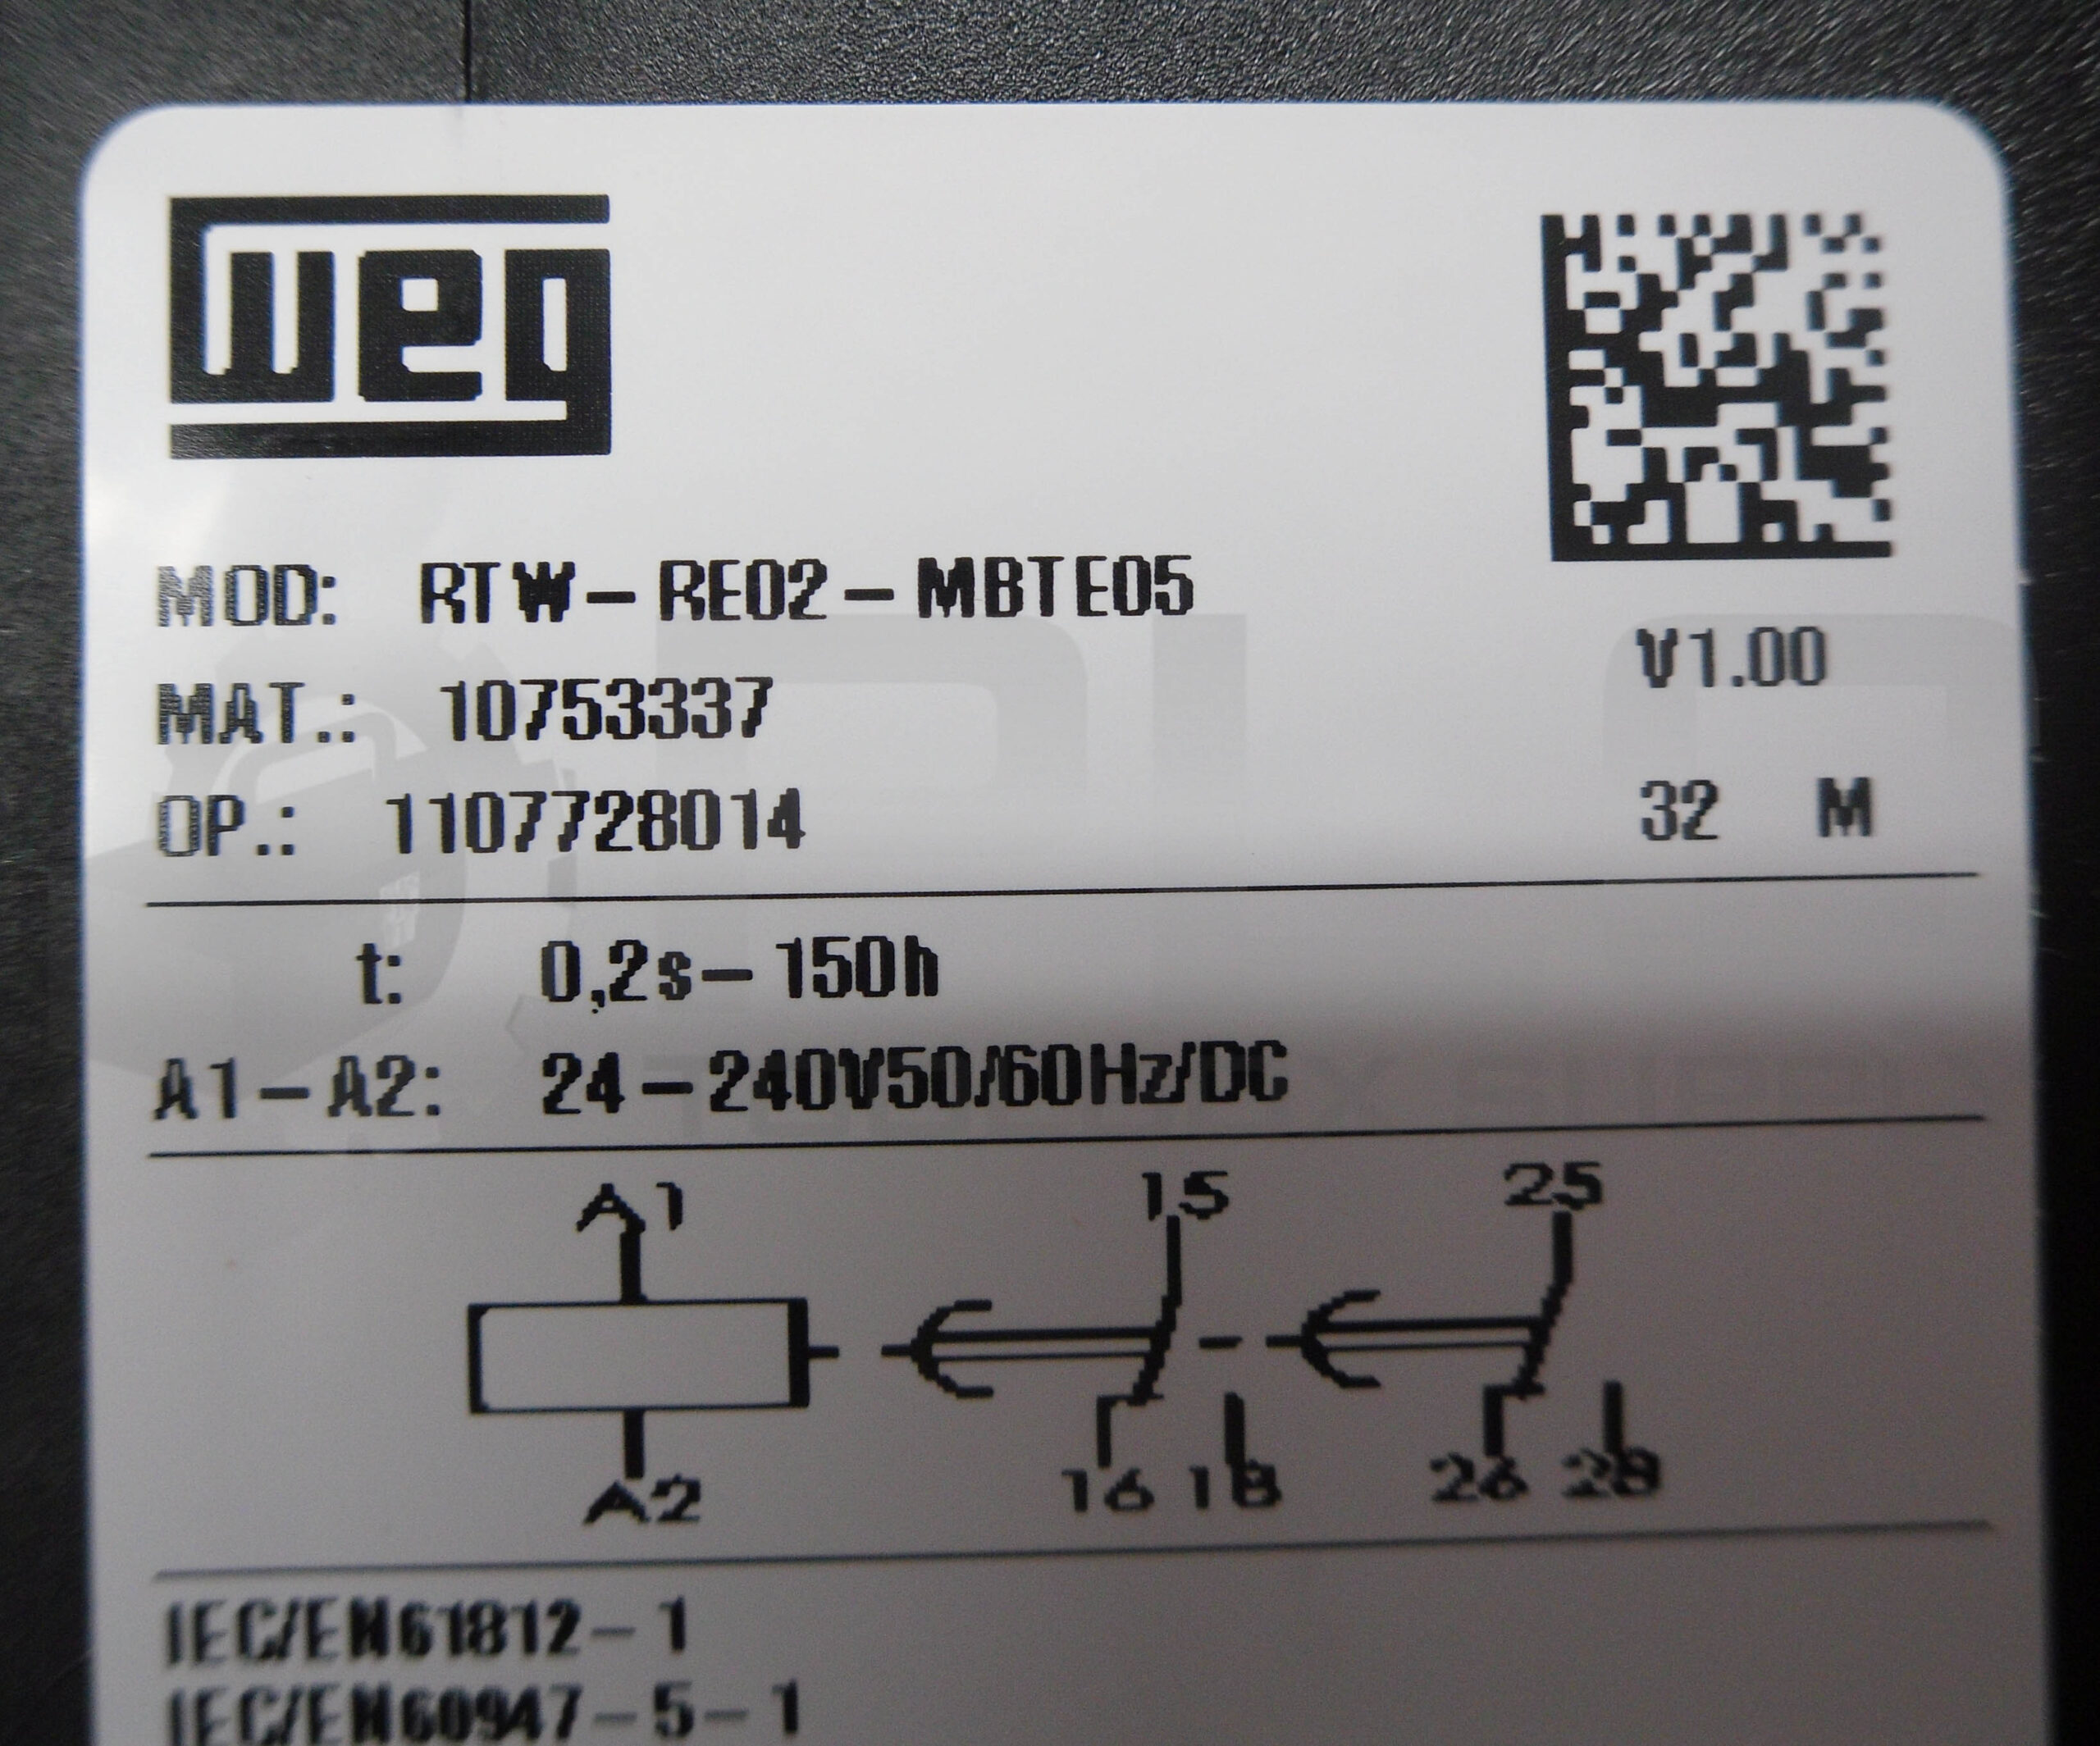 weg
MOD: RTW-RE02-MBTE05
V1.00
MAT.: 10753337
OP.: 1107728014
32 M
t: 0,2s-150h
A1-A2: 24-240V50/60Hz/DC
A1 15 25
16 18 26 28
A2
IEC/EN61812-1
IEC/EN60947-5-1